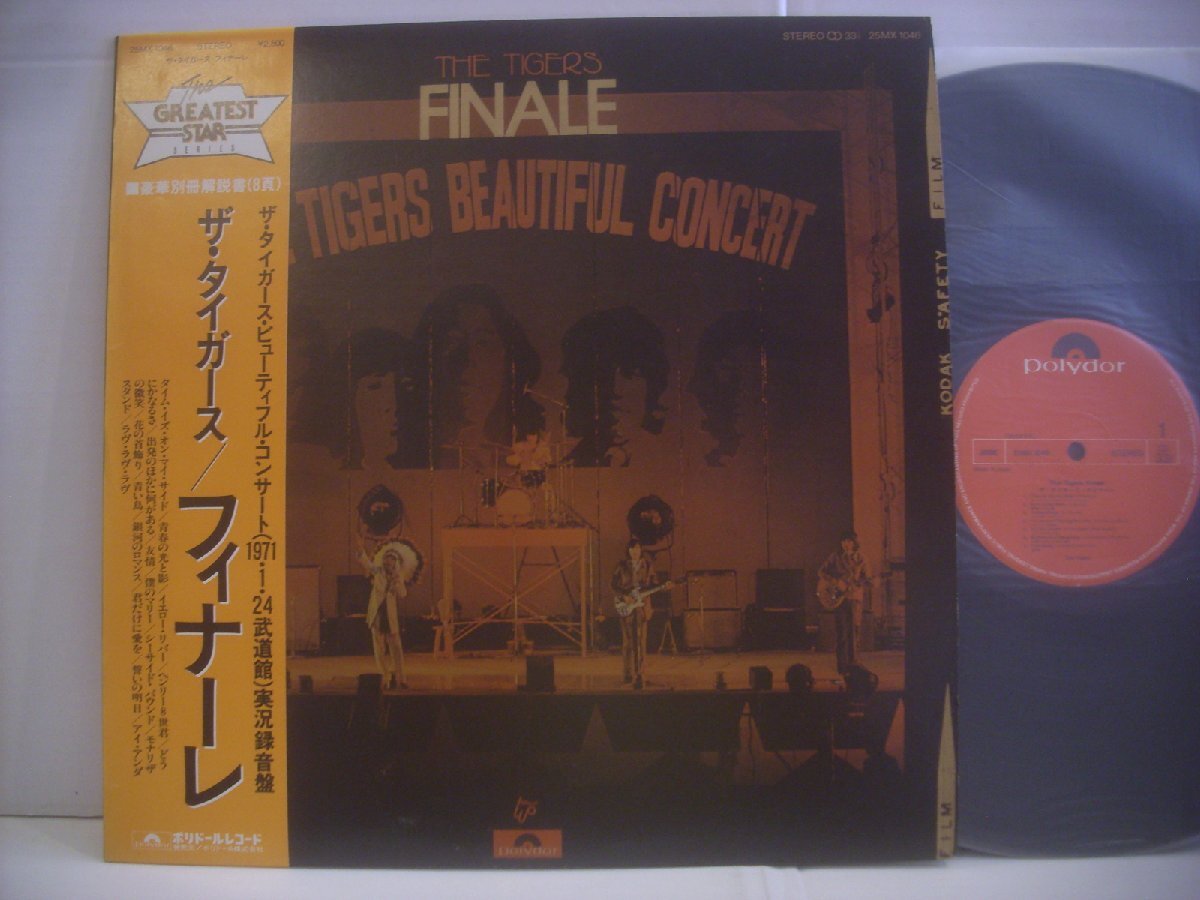 25MX 1046 STEREO ¥2,500
ザ・タイガース フィナーレ
The
GREATEST
STAR
SERIES
■豪華別冊解説書(8頁)
ザ・タイガース・ビューティフル・コンサート(1971・1・24武道館)実況録音盤
ザ・タイガース/フィナーレ
タイム・イズ・オン・マイ・サイド/青春の光と影/イエロー・リバー/ヘンリー8世君/どうにかなるさ/出発のほかに何がある/友情/僕のマリー/シーサイド・バウンド/モナリザの微笑/花の首飾り/青い鳥/銀河のロマンス/君だけに愛を/誓いの明日/アイ・アンダスタンド/ラヴ・ラヴ・ラヴ
ポリドールレコード
STEREO 33⅓ 25MX 1046
THE TIGERS
FINALE
TIGERS BEAUTIFUL CONCERT
polydor
FILM
KODAK SAFETY
FILM
polydor
1
STEREO